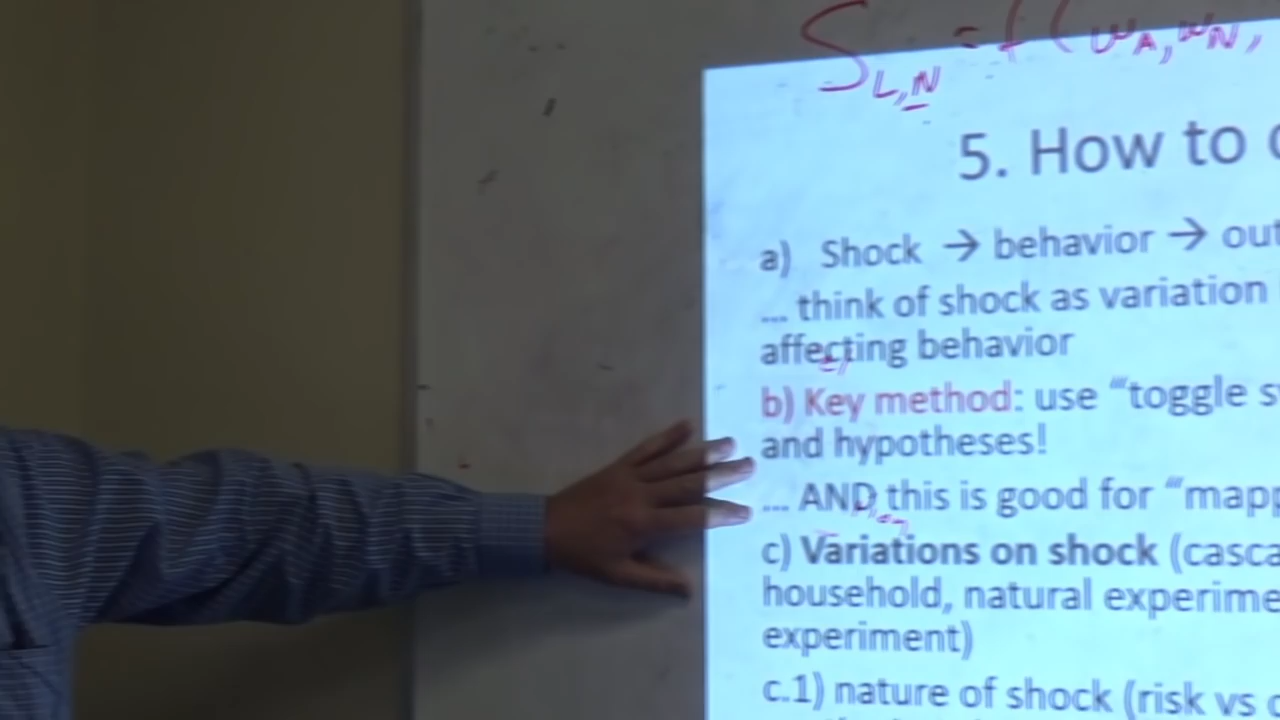 S L,N = f ( wA, wN,
5. How to
a) Shock → behavior → out
... think of shock as variation
affecting behavior
b) Key method: use “toggle s
and hypotheses!
... AND, this is good for “mapp
c) Variations on shock (casca
household, natural experime
experiment)
c.1) nature of shock (risk vs